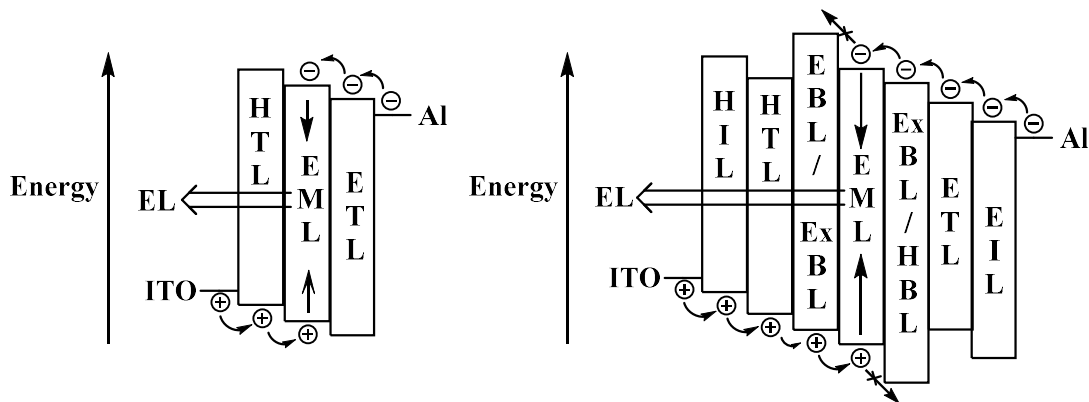 Energy
EL
ITO
HTL
EML
ETL
Al
⊕
⊕
⊕
⊖
⊖
⊖
Energy
EL
ITO
HIL
HTL
EBL/
ExBL
EML
ExBL/HBL
ETL
EIL
Al
⊕
⊕
⊕
⊕
⊕
⊖
⊖
⊖
⊖
⊖